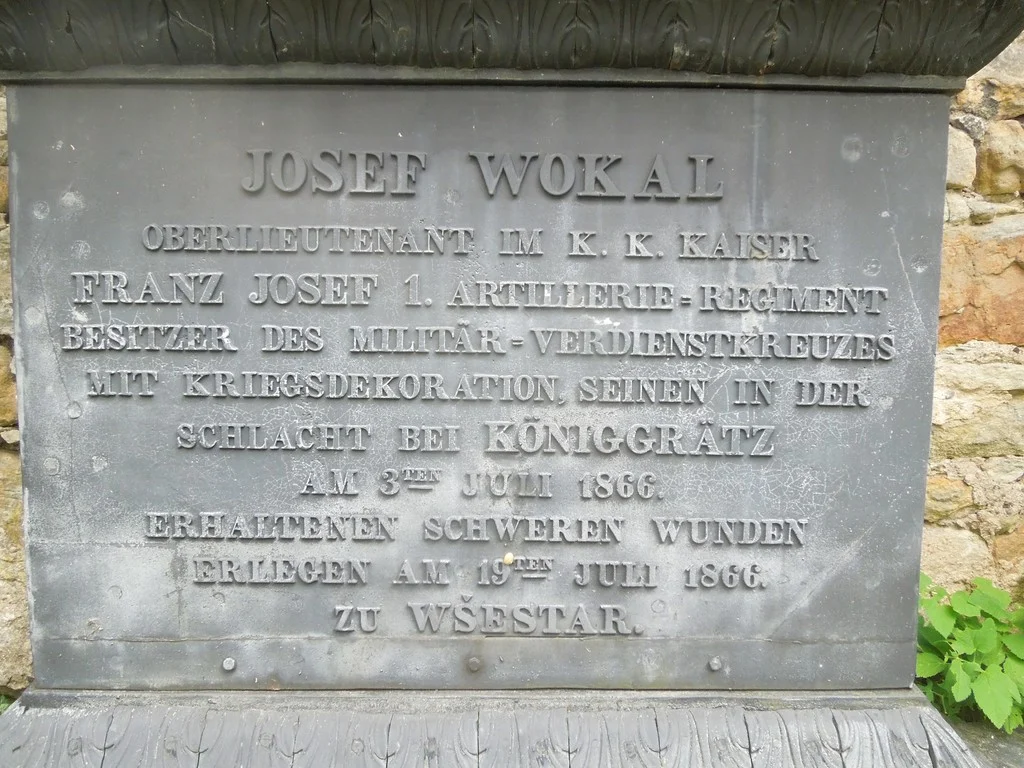 JOSEF WOKAL
OBERLIEUTENANT IM K. K. KAISER
FRANZ JOSEF 1. ARTILLERIE-REGIMENT
BESITZER DES MILITÄR-VERDIENSTKREUZES
MIT KRIEGSDEKORATION, SEINEN IN DER
SCHLACHT BEI KÖNIGGRÄTZ
AM 3TEN JULI 1866.
ERHALTENEN SCHWEREN WUNDEN
ERLEGEN AM 19TEN JULI 1866.
ZU WŠESTAR.